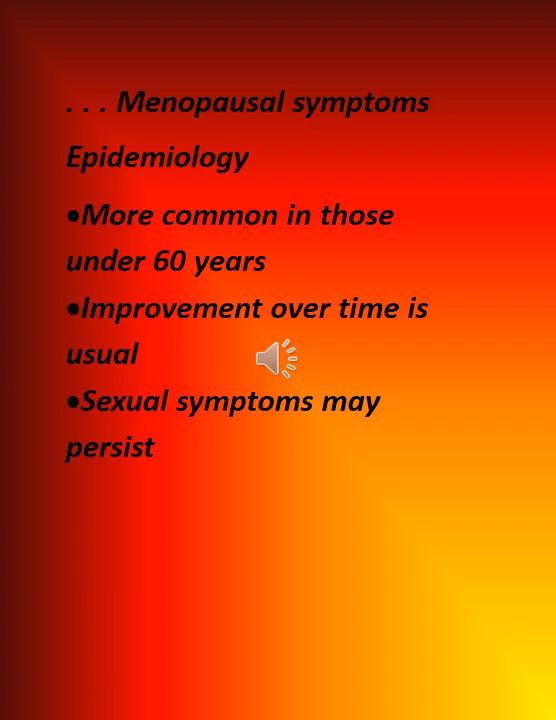 . . . Menopausal symptoms
Epidemiology
•More common in those
under 60 years
•Improvement over time is
usual
•Sexual symptoms may
persist